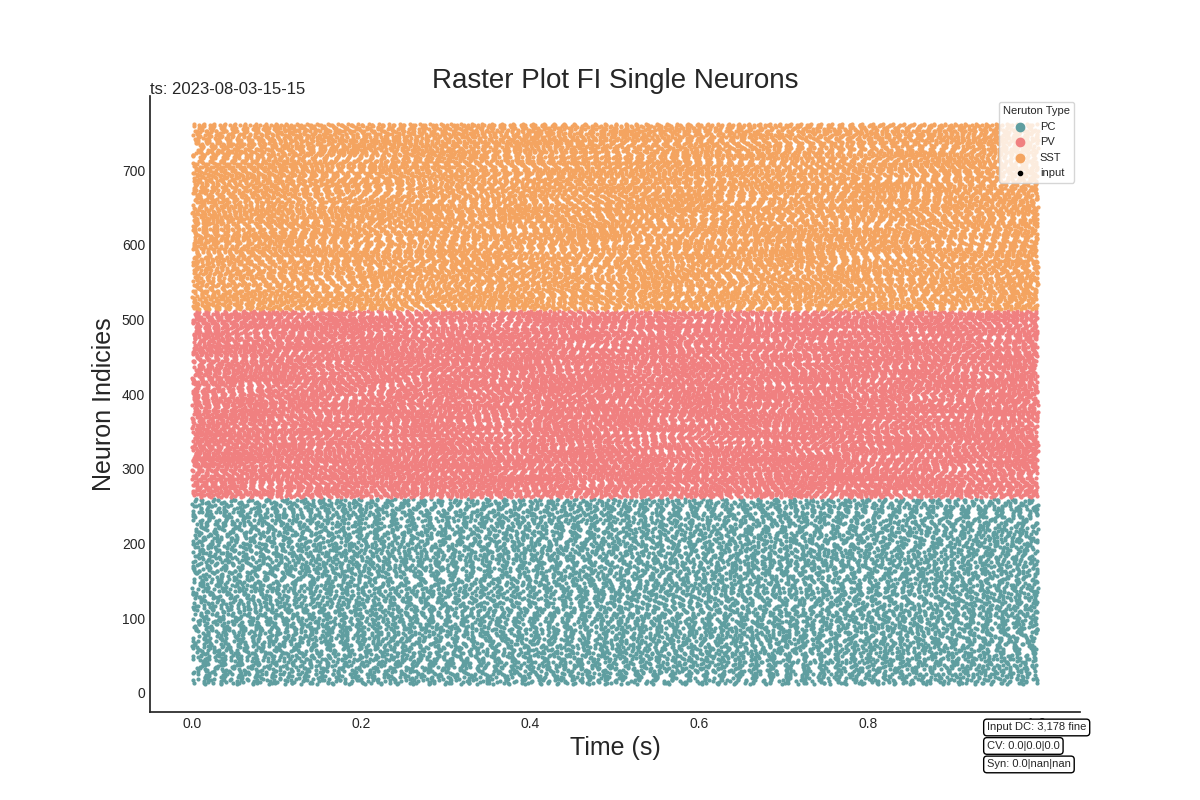 Raster Plot FI Single Neurons
ts: 2023-08-03-15-15
Neruton Type
PC
PV
SST
input
700
600
500
400
300
200
100
0
Neuron Indicies
0.0
0.2
0.4
0.6
0.8
Time (s)
Input DC: 3,178 fine
CV: 0.0|0.0|0.0
Syn: 0.0|nan|nan